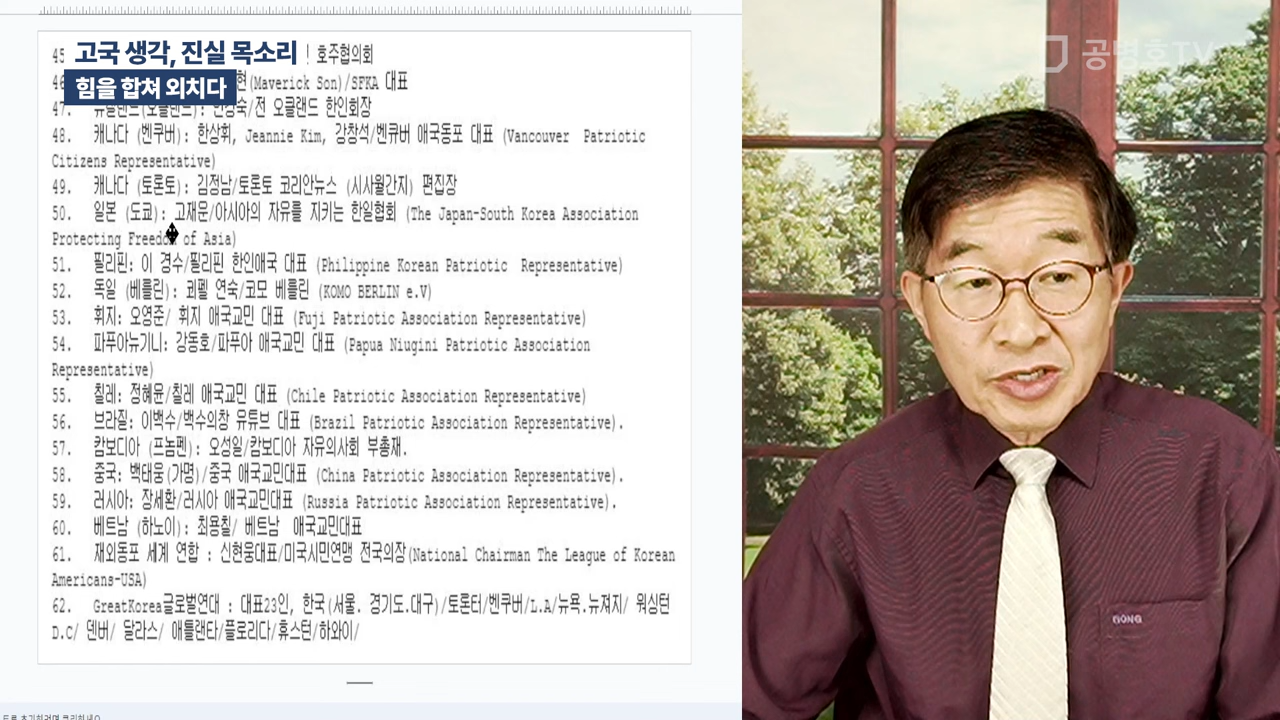 고국 생각, 진실 목소리
힘을 합쳐 외치다
45
호주협의회
46
현(Maverick Son)/SFKA 대표
47. 뉴질랜드(오클랜드): 안창숙/전 오클랜드 한인회장
48. 캐나다 (벤쿠버): 한상휘, Jeannie Kim, 강창석/벤큐버 애국동포 대표 (Vancouver Patriotic
Citizens Representative)
49. 캐나다 (토론토): 김정남/토론토 코리안뉴스 (시사월간지) 편집장
50. 일본 (도쿄): 고재운/아시아의 자유를 지키는 한일협회 (The Japan-South Korea Association
Protecting Freedom of Asia)
51. 필리핀: 이 경수/필리핀 한인애국 대표 (Philippine Korean Patriotic Representative)
52. 독일 (베를린): 쾨펠 연숙/코모 베를린 (KOMO BERLIN e.V)
53. 휘지: 오영준/ 휘지 애국교민 대표 (Fuji Patriotic Association Representative)
54. 파푸아뉴기니: 강동호/파푸아 애국교민 대표 (Papua Niugini Patriotic Association
Representative)
55. 칠레: 정혜윤/칠레 애국교민 대표 (Chile Patriotic Association Representative)
56. 브라질: 이백수/백수의창 유튜브 대표 (Brazil Patriotic Association Representative).
57. 캄보디아 (프놈펜): 오성일/캄보디아 자유의사회 부총재.
58. 중국: 백태웅(가명)/중국 애국교민대표 (China Patriotic Association Representative).
59. 러시아: 장세환/러시아 애국교민대표 (Russia Patriotic Association Representative).
60. 베트남 (하노이): 최용칠/ 베트남 애국교민대표
61. 재외동포 세계 연합 : 신현웅대표/미국시민연맹 전국의장(National Chairman The League of Korean
Americans-USA)
62. GreatKorea글로벌연대 : 대표23인, 한국(서울. 경기도.대구)/토론터/벤쿠버/L.A/뉴욕.뉴져지/ 워싱턴
D.C/ 덴버/ 달라스/ 애틀랜타/플로리다/휴스턴/하와이/
공병호TV
GONG